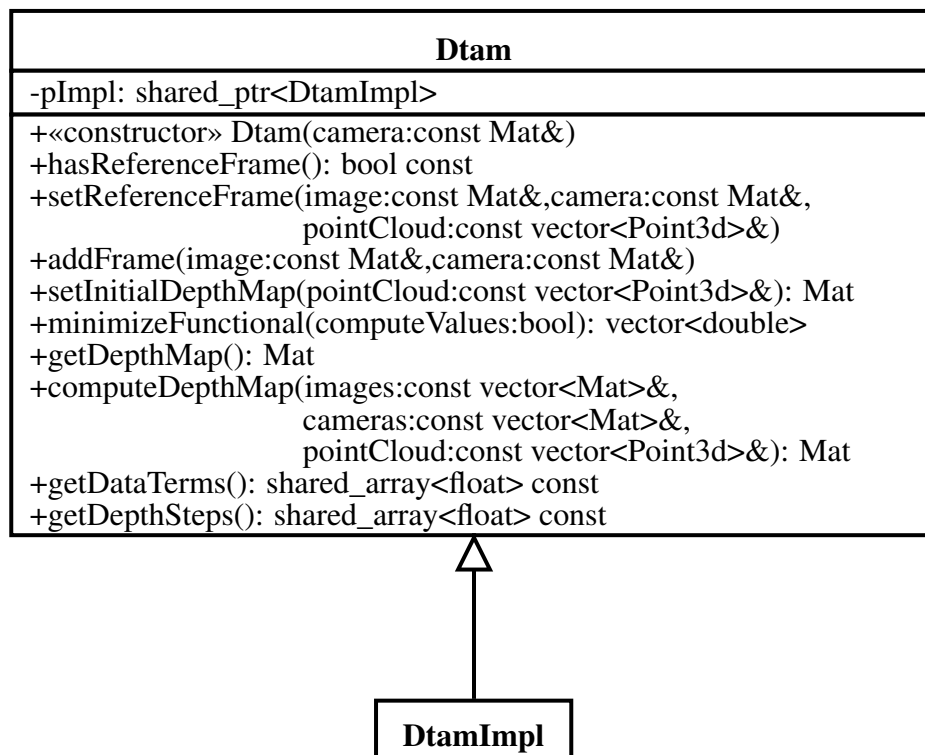 Dtam
-pImpl: shared_ptr<DtamImpl>
+«constructor» Dtam(camera:const Mat&)
+hasReferenceFrame(): bool const
+setReferenceFrame(image:const Mat&,camera:const Mat&,
pointCloud:const vector<Point3d>&)
+addFrame(image:const Mat&,camera:const Mat&)
+setInitialDepthMap(pointCloud:const vector<Point3d>&): Mat
+minimizeFunctional(computeValues:bool): vector<double>
+getDepthMap(): Mat
+computeDepthMap(images:const vector<Mat>&,
cameras:const vector<Mat>&,
pointCloud:const vector<Point3d>&): Mat
+getDataTerms(): shared_array<float> const
+getDepthSteps(): shared_array<float> const
DtamImpl